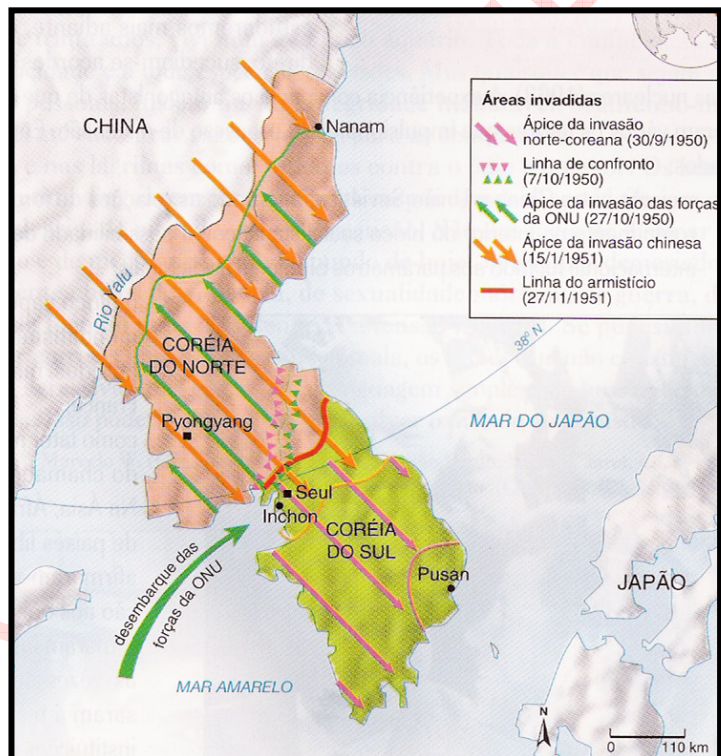 CHINA
Nanam
Rio Yalu
CORÉIA
DO NORTE
Pyongyang
Seul
Inchon
CORÉIA
DO SUL
Pusan
38º N
MAR DO JAPÃO
JAPÃO
MAR AMARELO
desembarque das
forças da ONU
Áreas invadidas
Ápice da invasão
norte-coreana (30/9/1950)
Linha de confronto
(7/10/1950)
Ápice da invasão das forças
da ONU (27/10/1950)
Ápice da invasão chinesa
(15/1/1951)
Linha do armistício
(27/11/1951)
N
0 110 km